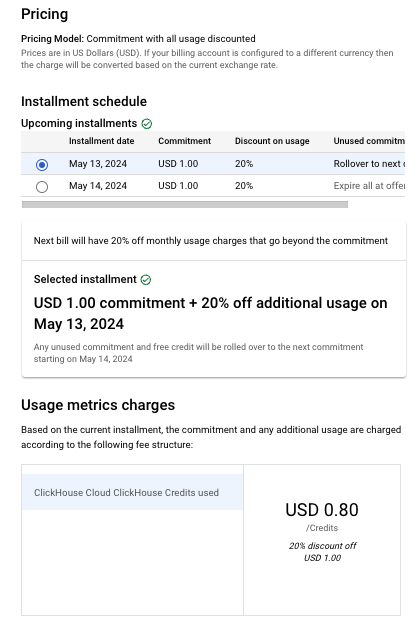 Pricing
Pricing Model: Commitment with all usage discounted
Prices are in US Dollars (USD). If your billing account is configured to a different currency then
the charge will be converted based on the current exchange rate.
Installment schedule
Upcoming installments
Installment date Commitment Discount on usage Unused commitm
May 13, 2024 USD 1.00 20% Rollover to next c
May 14, 2024 USD 1.00 20% Expire all at offer
Next bill will have 20% off monthly usage charges that go beyond the commitment
Selected installment
USD 1.00 commitment + 20% off additional usage on
May 13, 2024
Any unused commitment and free credit will be rolled over to the next commitment
starting on May 14, 2024
Usage metrics charges
Based on the current installment, the commitment and any additional usage are charged
according to the following fee structure:
ClickHouse Cloud ClickHouse Credits used
USD 0.80
/Credits
20% discount off
USD 1.00